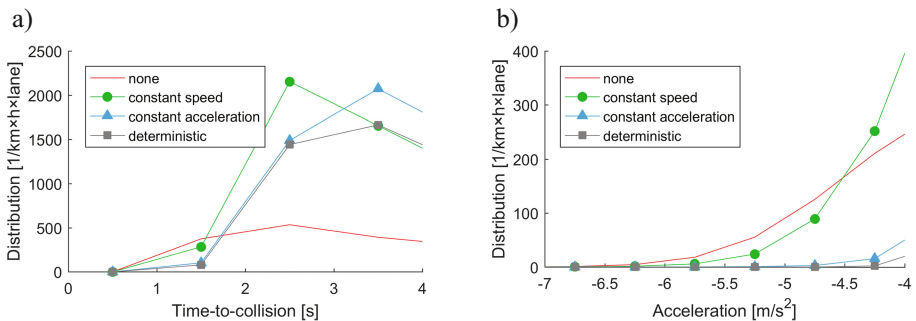 a)
Distribution [1/km×h×lane]
2500
2000
1500
1000
500
0
none
constant speed
constant acceleration
deterministic
0 1 2 3 4
Time-to-collision [s]
b)
Distribution [1/km×h×lane]
400
300
200
100
0
none
constant speed
constant acceleration
deterministic
-7 -6.5 -6 -5.5 -5 -4.5 -4
Acceleration [m/s²]